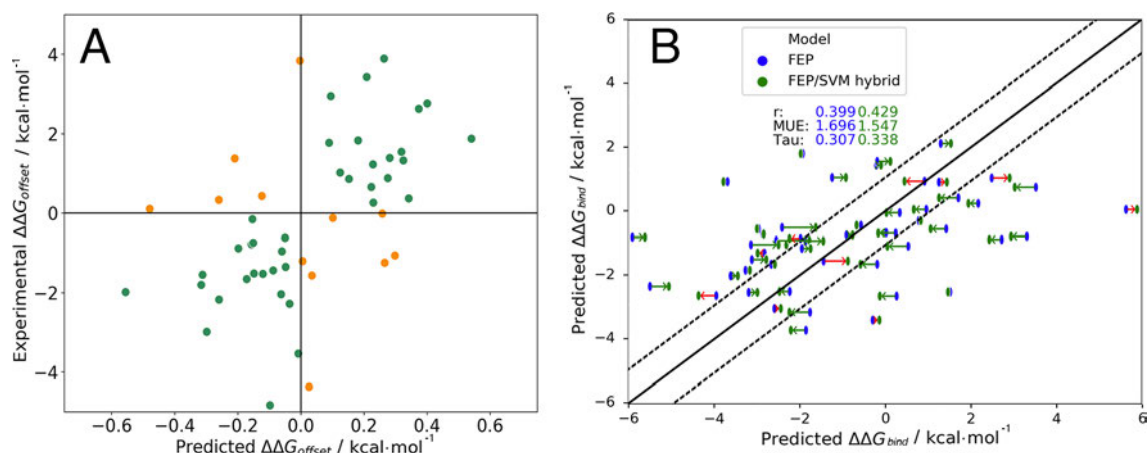 A
Experimental ΔΔG_offset / kcal·mol⁻¹
4
2
0
−2
−4
−0.6 −0.4 −0.2 0.0 0.2 0.4 0.6
Predicted ΔΔG_offset / kcal·mol⁻¹
B
Model
FEP
FEP/SVM hybrid
r: 0.399 0.429
MUE: 1.696 1.547
Tau: 0.307 0.338
Predicted ΔΔG_bind / kcal·mol⁻¹
6
4
2
0
-2
-4
-6
-6 -4 -2 0 2 4 6
Predicted ΔΔG_bind / kcal·mol⁻¹